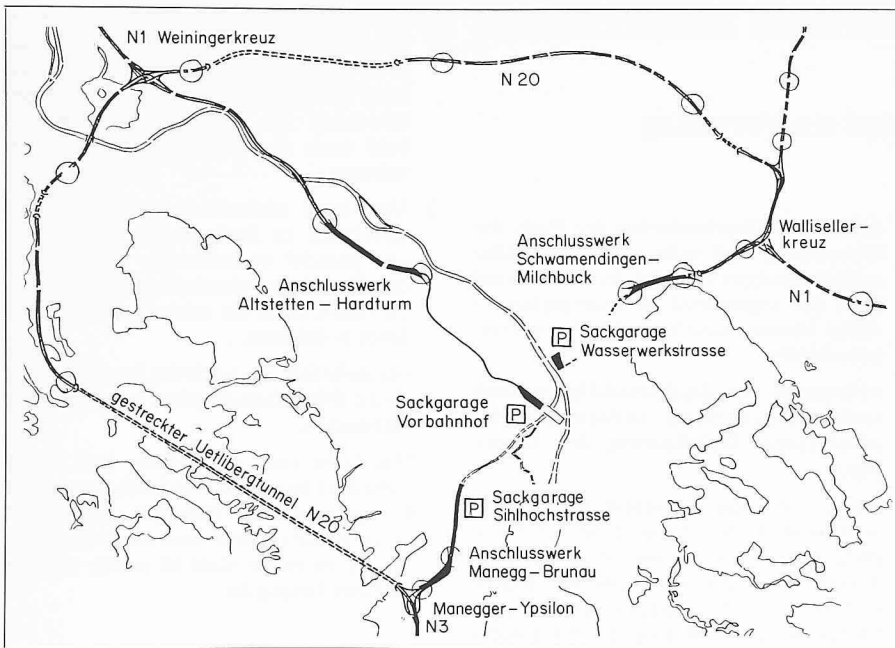 N1 Weiningerkreuz
N 20
Walliseller-
kreuz
N1
Anschlusswerk
Schwamendingen–
Milchbuck
Anschlusswerk
Altstetten–Hardturm
P
Sackgarage
Wasserwerkstrasse
Sackgarage
Vorbahnhof
P
gestreckter Uetlibergtunnel N20
P
Sackgarage
Sihlhochstrasse
Anschlusswerk
Manegg–Brunau
Manegger–Ypsilon
N3